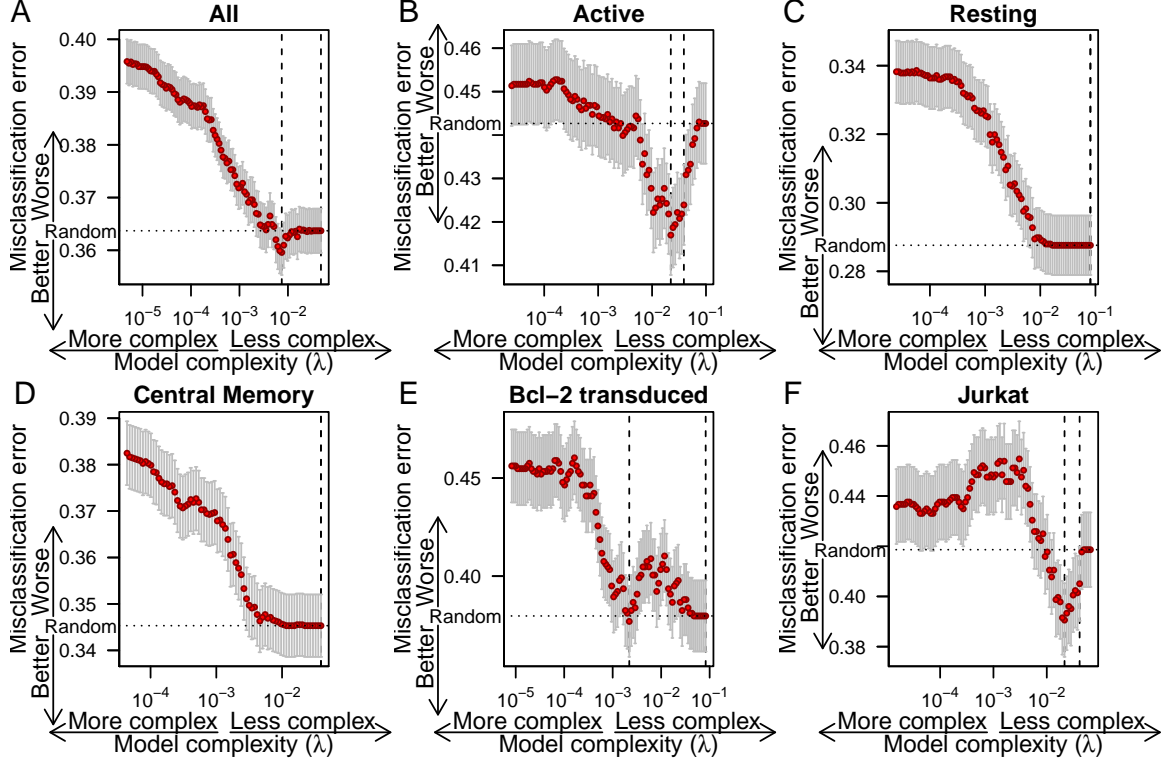 A
All
Misclassification error
Better Worse
0.40
0.39
0.38
0.37
0.36
Random
10−5 10−4 10−3 10−2
More complex Less complex
Model complexity (λ)
B
Active
Misclassification error
Better Worse
0.46
0.45
0.43
0.42
0.41
Random
10−4 10−3 10−2 10−1
More complex Less complex
Model complexity (λ)
C
Resting
Misclassification error
Better Worse
0.34
0.32
0.30
0.28
Random
10−4 10−3 10−2 10−1
More complex Less complex
Model complexity (λ)
D
Central Memory
Misclassification error
Better Worse
0.39
0.38
0.37
0.36
0.35
0.34
Random
10−4 10−3 10−2
More complex Less complex
Model complexity (λ)
E
Bcl−2 transduced
Misclassification error
Better Worse
0.45
0.40
Random
10−5 10−4 10−3 10−2 10−1
More complex Less complex
Model complexity (λ)
F
Jurkat
Misclassification error
Better Worse
0.46
0.44
0.40
0.38
Random
10−4 10−3 10−2
More complex Less complex
Model complexity (λ)